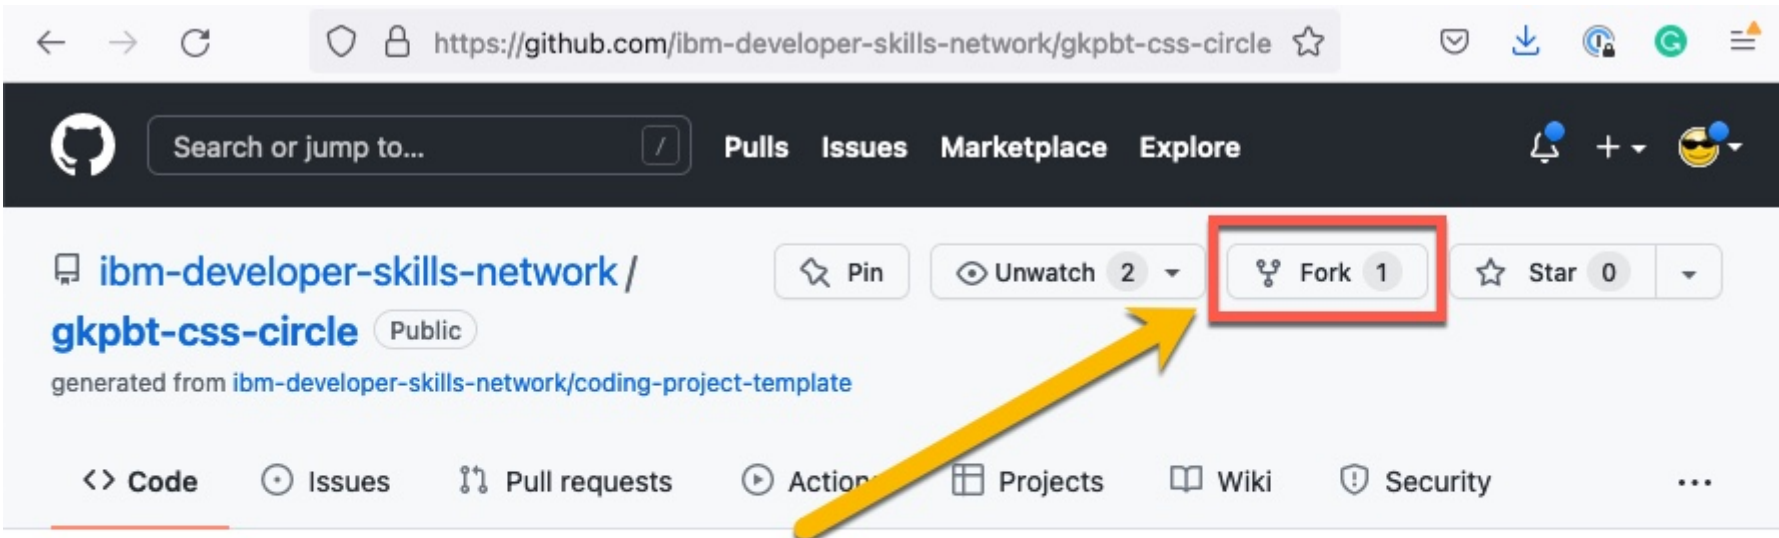 https://github.com/ibm-developer-skills-network/gkpbt-css-circle
Search or jump to... / Pulls Issues Marketplace Explore
ibm-developer-skills-network / Pin Unwatch 2 Fork 1 Star 0
gkpbt-css-circle Public
generated from ibm-developer-skills-network/coding-project-template
<> Code Issues Pull requests Action Projects Wiki Security ...